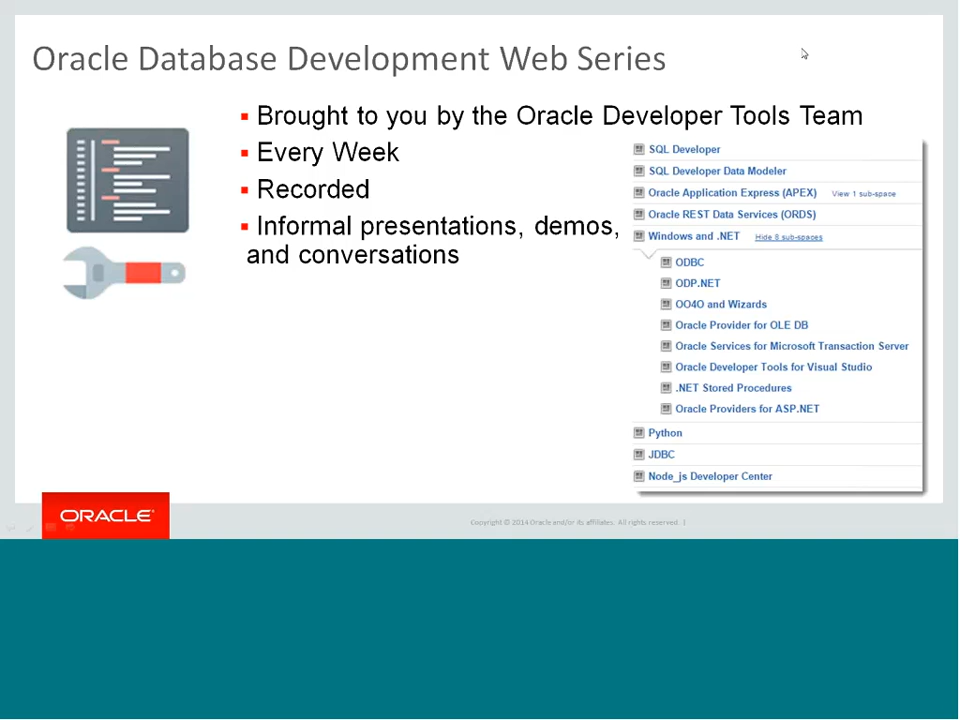 Oracle Database Development Web Series
▪ Brought to you by the Oracle Developer Tools Team
▪ Every Week
▪ Recorded
▪ Informal presentations, demos,
and conversations
SQL Developer
SQL Developer Data Modeler
Oracle Application Express (APEX) View 1 sub-space
Oracle REST Data Services (ORDS)
Windows and .NET Hide 8 sub-spaces
ODBC
ODP.NET
OO4O and Wizards
Oracle Provider for OLE DB
Oracle Services for Microsoft Transaction Server
Oracle Developer Tools for Visual Studio
.NET Stored Procedures
Oracle Providers for ASP.NET
Python
JDBC
Node_js Developer Center
ORACLE
Copyright © 2014 Oracle and/or its affiliates. All rights reserved. |